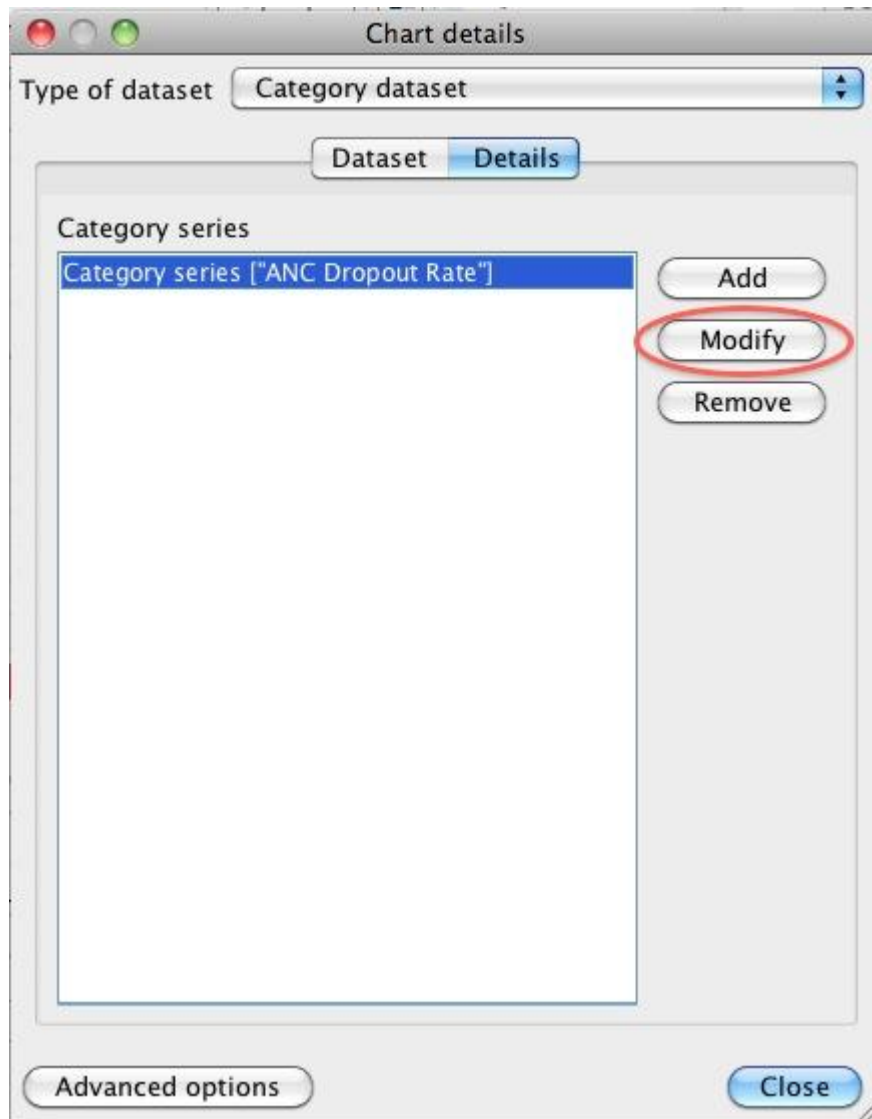 Chart details
Type of dataset Category dataset
Dataset Details
Category series
Category series ["ANC Dropout Rate"]
Add
Modify
Remove
Advanced options Close